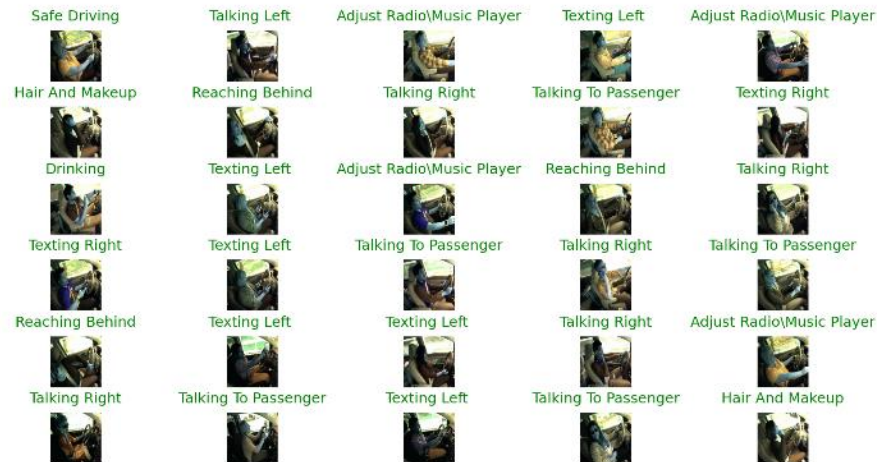 Safe Driving
Talking Left
Adjust Radio\Music Player
Texting Left
Adjust Radio\Music Player
Hair And Makeup
Reaching Behind
Talking Right
Talking To Passenger
Texting Right
Drinking
Texting Left
Adjust Radio\Music Player
Reaching Behind
Talking Right
Texting Right
Texting Left
Talking To Passenger
Talking Right
Talking To Passenger
Reaching Behind
Texting Left
Texting Left
Talking Right
Adjust Radio\Music Player
Talking Right
Talking To Passenger
Texting Left
Talking To Passenger
Hair And Makeup